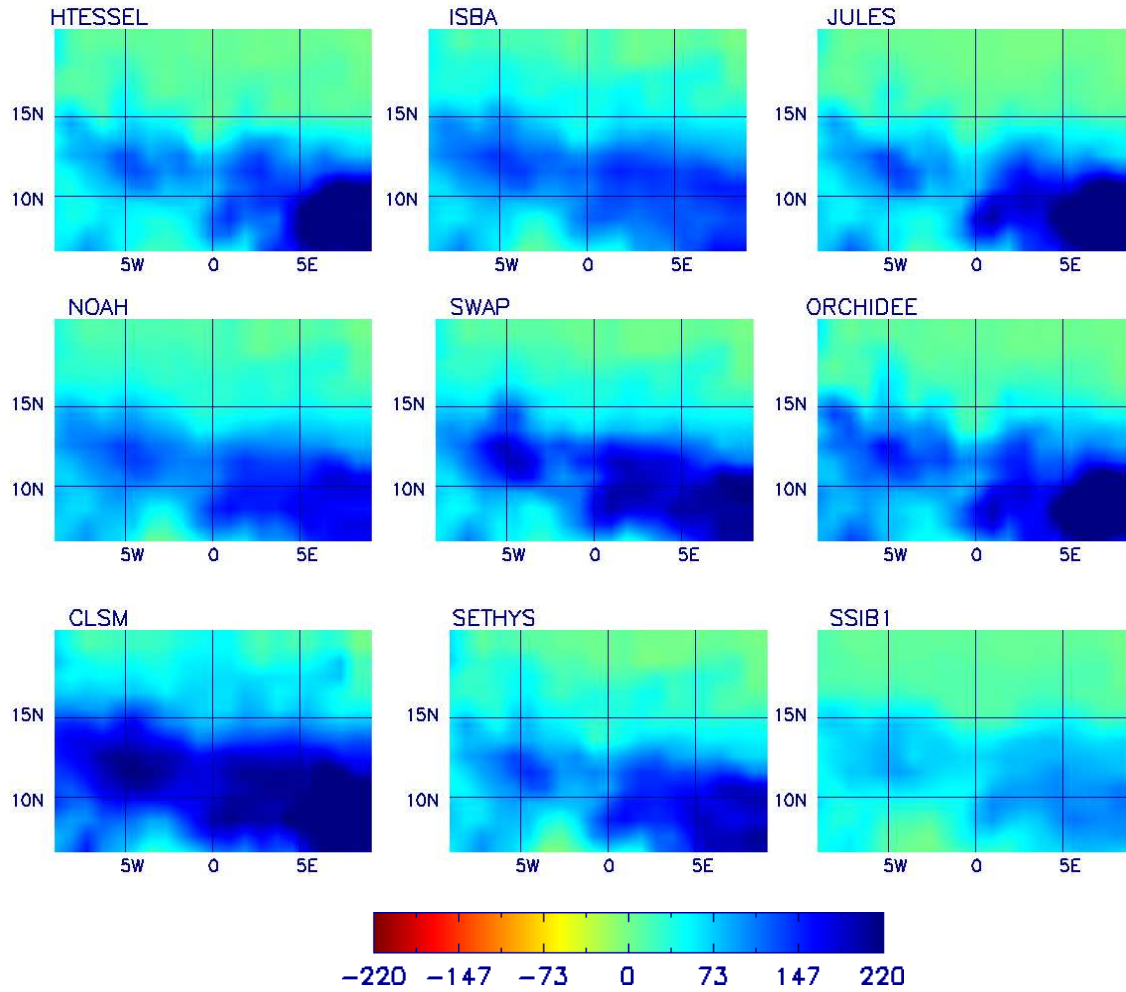 HTESSEL ISBA JULES
15N 15N 15N
10N 10N 10N
5W 0 5E 5W 0 5E 5W 0 5E
NOAH SWAP ORCHIDEE
15N 15N 15N
10N 10N 10N
5W 0 5E 5W 0 5E 5W 0 5E
CLSM SETHYS SSIB1
15N 15N 15N
10N 10N 10N
5W 0 5E 5W 0 5E 5W 0 5E
−220 −147 −73 0 73 147 220